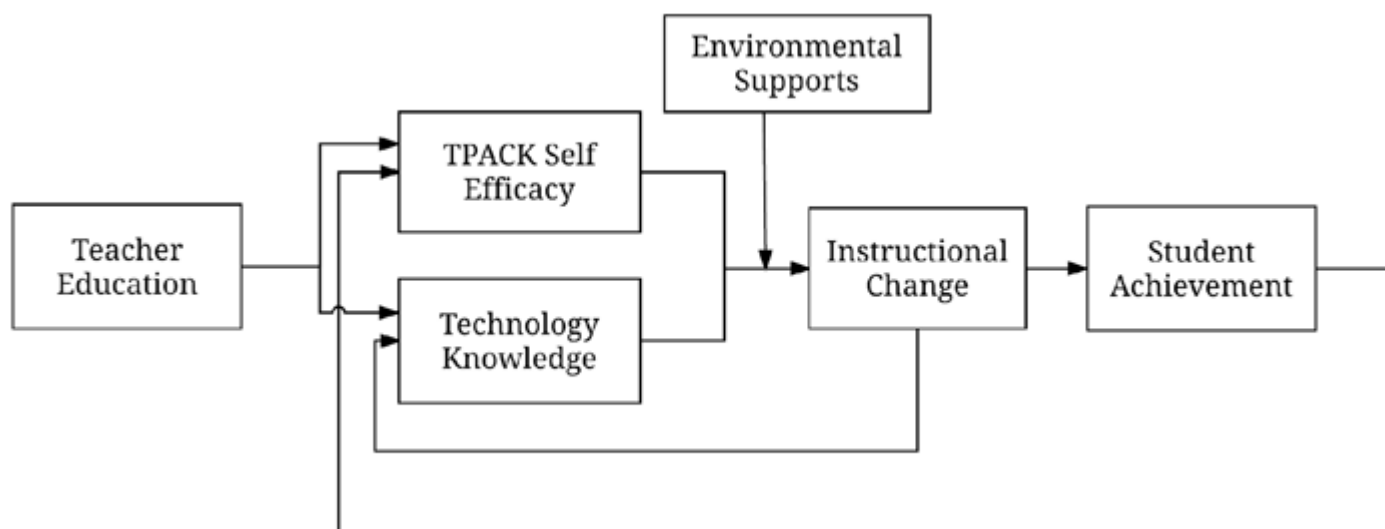 Environmental
Supports
TPACK Self
Efficacy
Teacher
Education
Technology
Knowledge
Instructional
Change
Student
Achievement